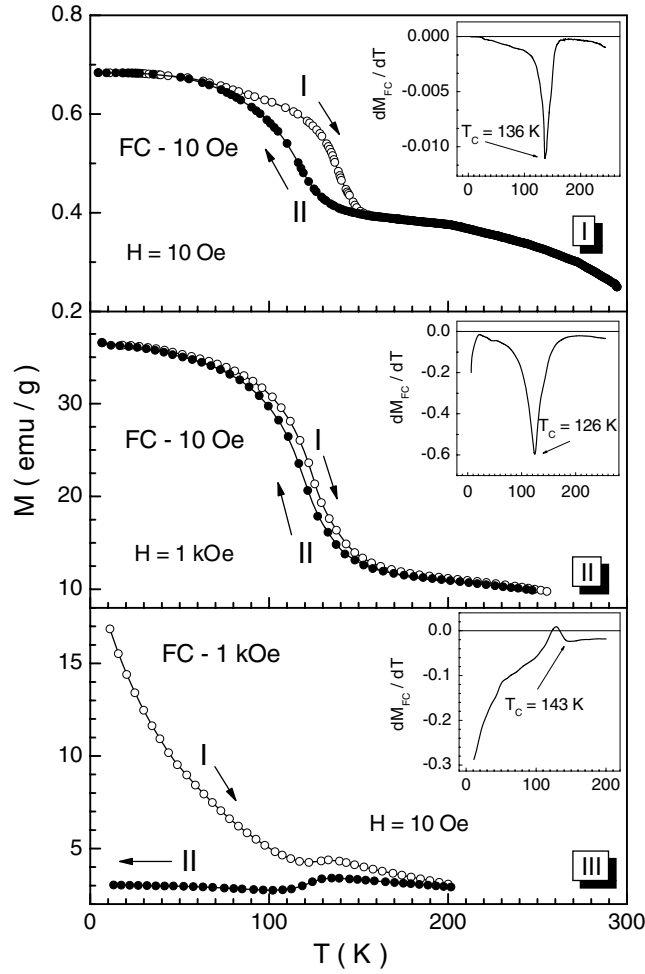 0.8
0.6
0.4
0.2
I
FC - 10 Oe
II
H = 10 Oe
I
0.000
-0.005
-0.010
0 100 200
dM_FC / dT
T_C = 136 K
30
20
10
M ( emu / g )
FC - 10 Oe
I
II
H = 1 kOe
II
0.0
-0.2
-0.4
-0.6
0 100 200
dM_FC / dT
T_C = 126 K
15
10
5
FC - 1 kOe
I
II
H = 10 Oe
III
0.0
-0.1
-0.2
-0.3
0 100 200
dM_FC / dT
T_C = 143 K
0 100 200 300
T ( K )